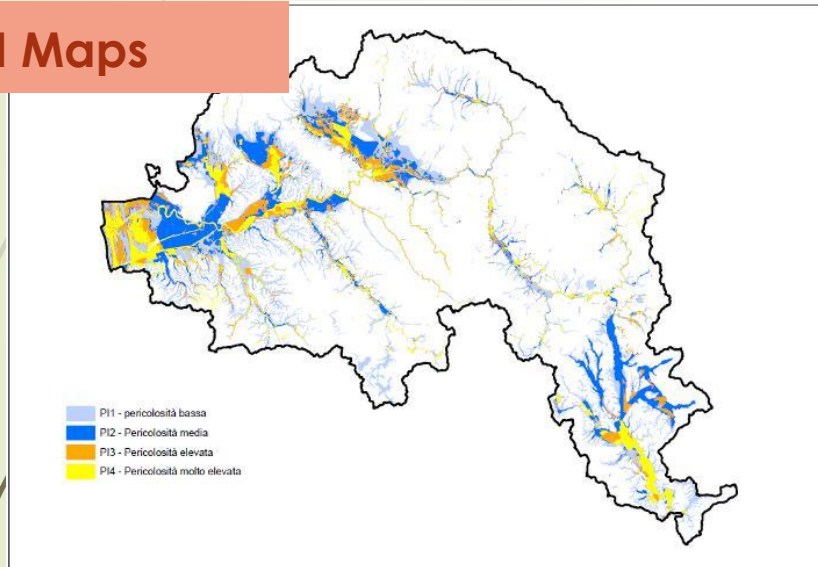 Maps
PI1 - pericolosità bassa
PI2 - Pericolosità media
PI3 - Pericolosità elevata
PI4 - Pericolosità molto elevata